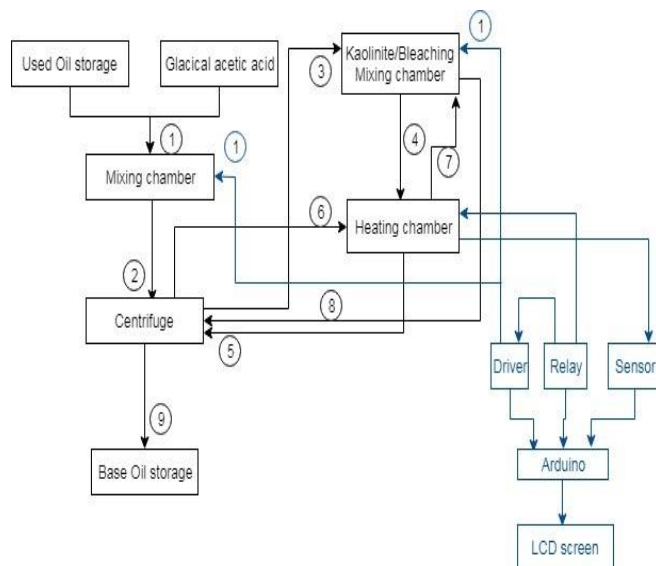 Used Oil storage
Glacical acetic acid
Kaolinite/Bleaching
Mixing chamber
1
3
1
1
4
7
Mixing chamber
6
Heating chamber
2
8
Centrifuge
5
Driver
Relay
Sensor
9
Base Oil storage
Arduino
LCD screen